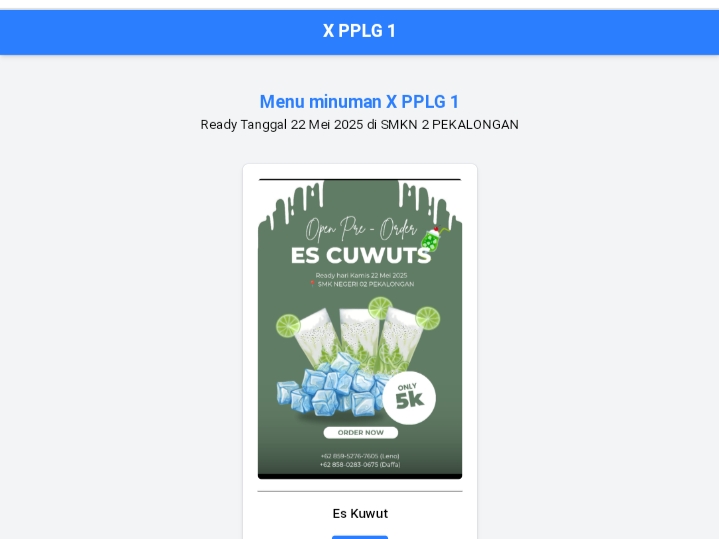 X PPLG 1
Menu minuman X PPLG 1
Ready Tanggal 22 Mei 2025 di SMKN 2 PEKALONGAN
Open Pre - Order
ES CUWUTS
Ready hari Kamis 22 Mei 2025
SMK NEGERI 02 PEKALONGAN
ONLY
5k
ORDER NOW
+62 859-5276-7605 (Leno)
+62 858-0283-0675 (Daffa)
Es Kuwut